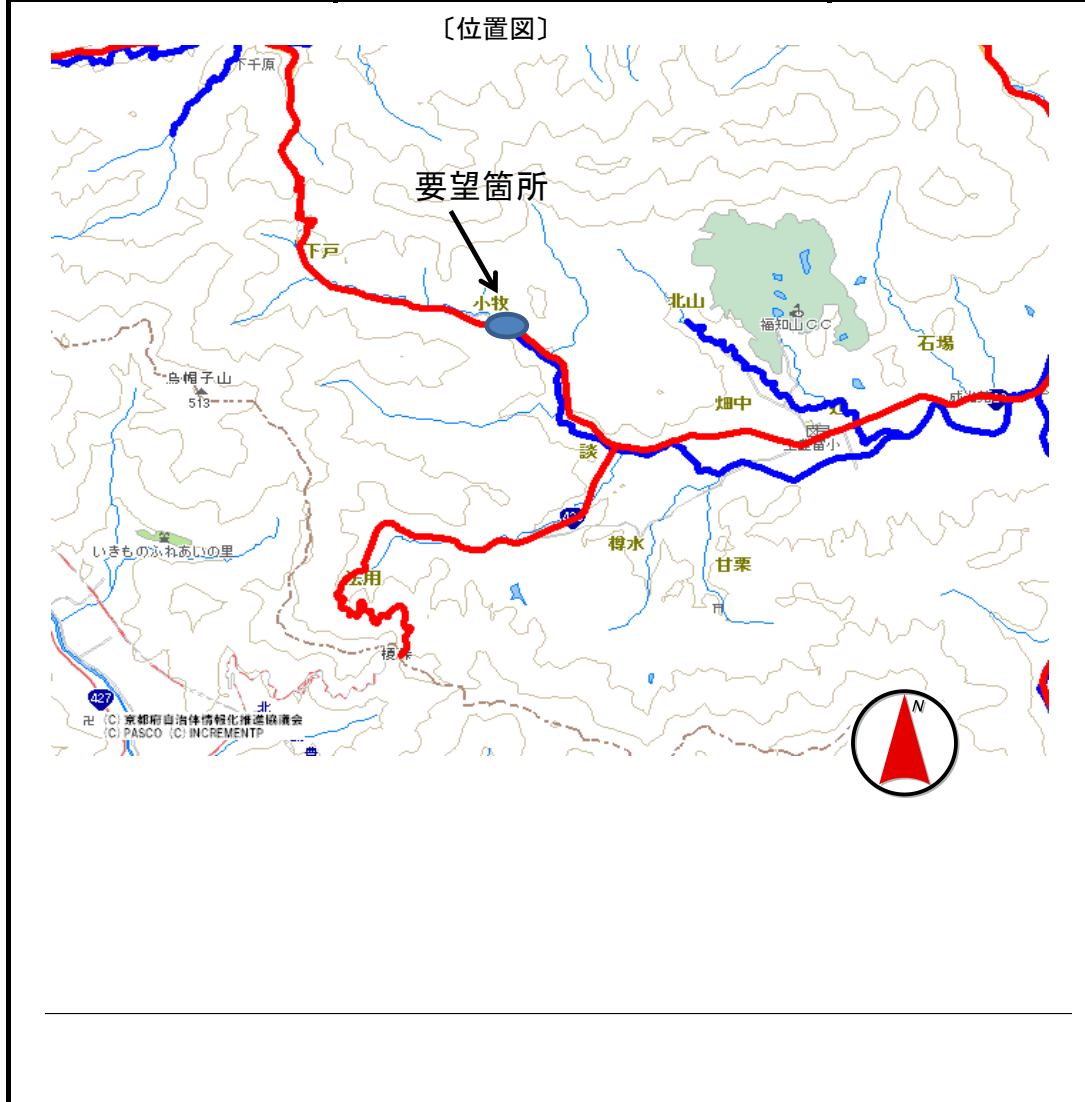 〔位置図〕
下千原
要望箇所
下戸
小牧
北山
福知山CC
石場
烏帽子山
513
畑中
談
樽水
甘栗
いきものふれあいの里
法用
427
北
N
(C) 京都府自治体情報化推進協議会
(C) PASCO (C) INCREMENTP
豊